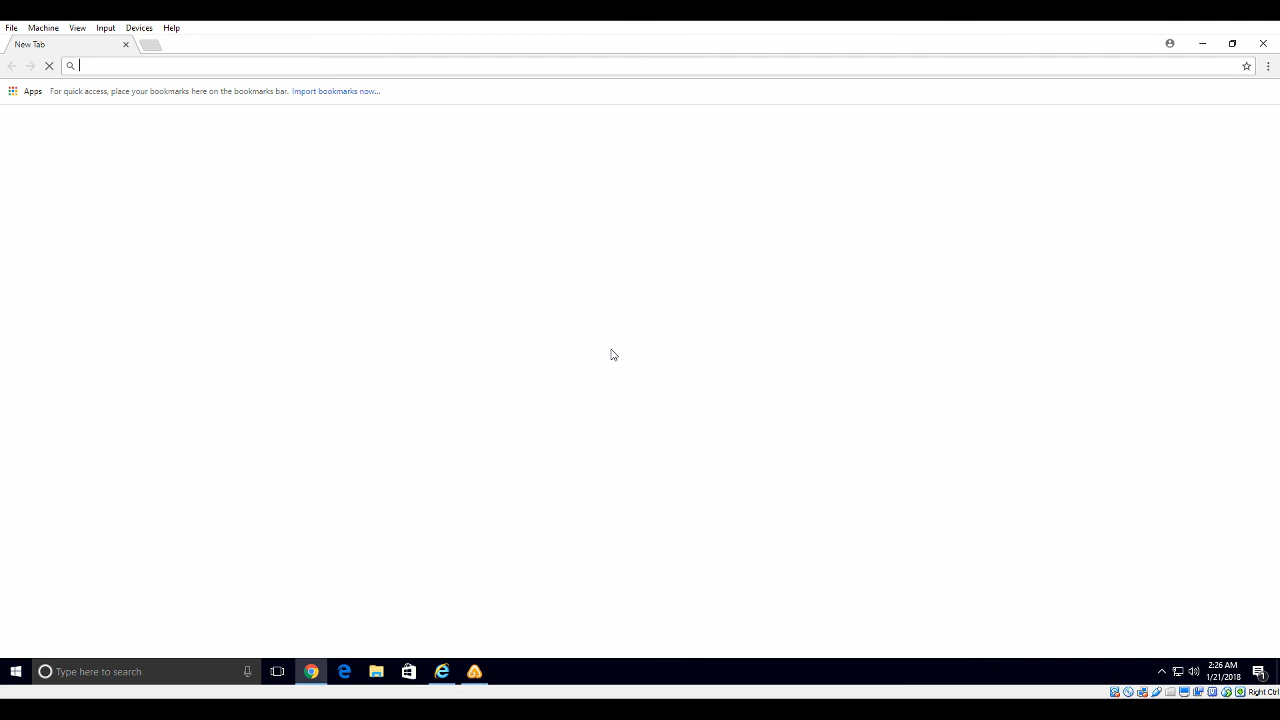 File Machine View Input Devices Help
New Tab
Apps For quick access, place your bookmarks here on the bookmarks bar. Import bookmarks now...
Type here to search
2:26 AM
1/21/2018
1
Right Ctrl